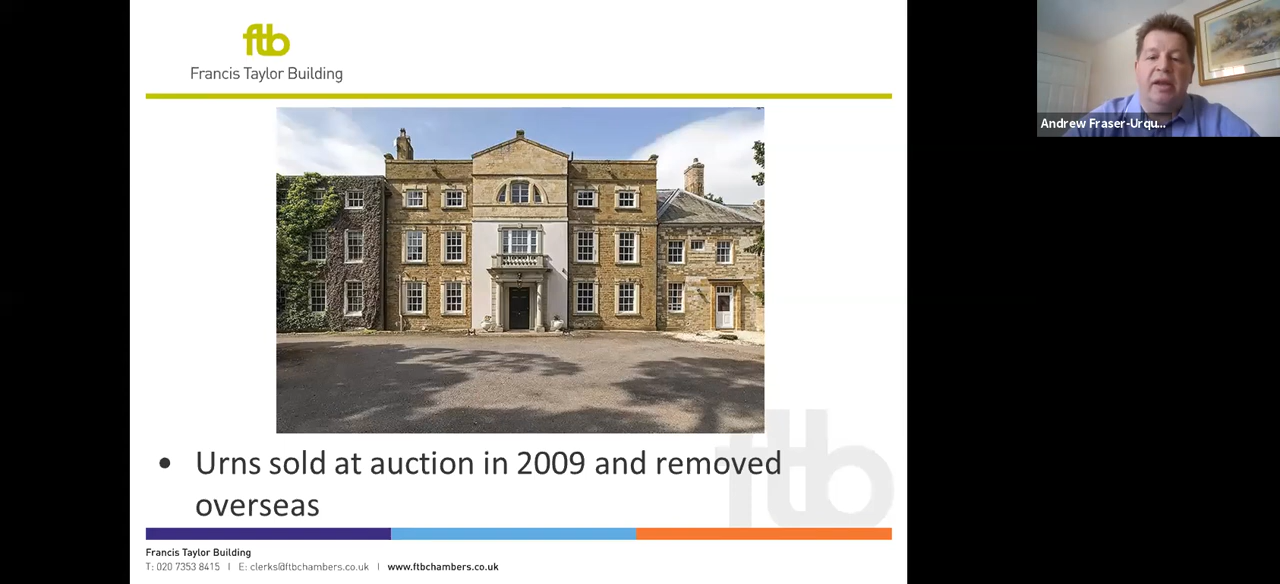 ftb
Francis Taylor Building
Andrew Fraser-Urqu...
• Urns sold at auction in 2009 and removed
overseas
ftb
Francis Taylor Building
T: 020 7353 8415 I E: clerks@ftbchambers.co.uk I www.ftbchambers.co.uk